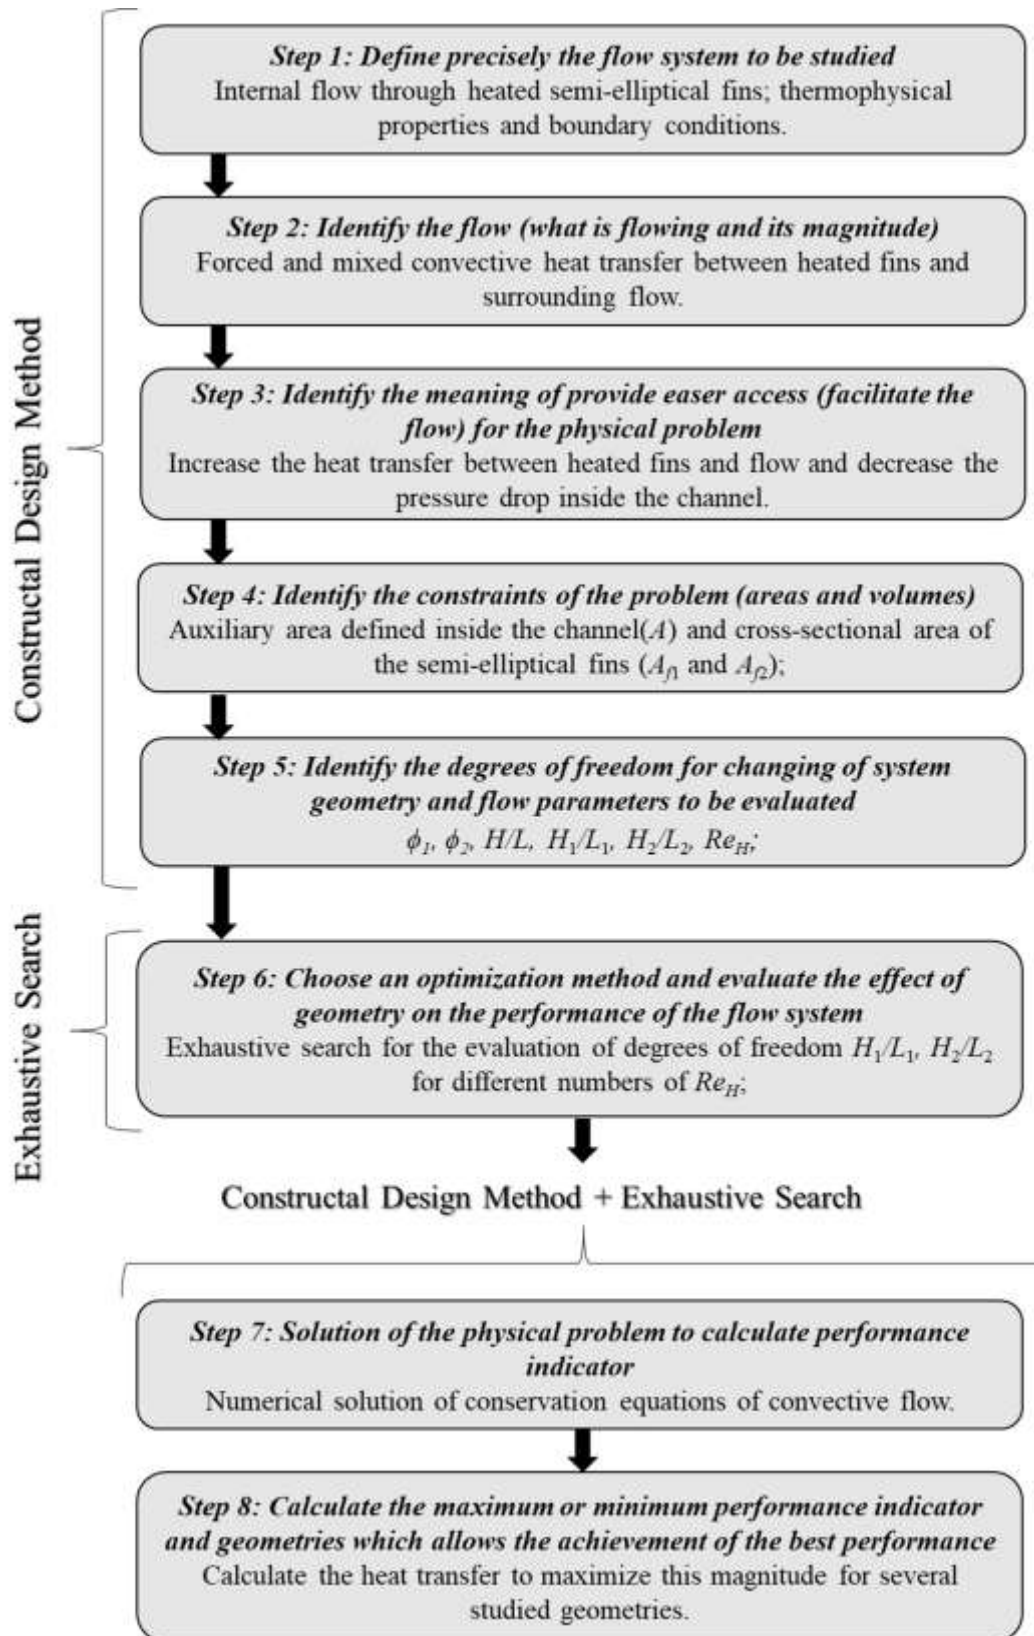 Constructal Design Method
Step 1: Define precisely the flow system to be studied
Internal flow through heated semi-elliptical fins; thermophysical
properties and boundary conditions.
Step 2: Identify the flow (what is flowing and its magnitude)
Forced and mixed convective heat transfer between heated fins and
surrounding flow.
Step 3: Identify the meaning of provide easer access (facilitate the
flow) for the physical problem
Increase the heat transfer between heated fins and flow and decrease the
pressure drop inside the channel.
Step 4: Identify the constraints of the problem (areas and volumes)
Auxiliary area defined inside the channel(A) and cross-sectional area of
the semi-elliptical fins (Af1 and Af2);
Step 5: Identify the degrees of freedom for changing of system
geometry and flow parameters to be evaluated
ϕ1, ϕ2, H/L, H1/L1, H2/L2, ReH;
Exhaustive Search
Step 6: Choose an optimization method and evaluate the effect of
geometry on the performance of the flow system
Exhaustive search for the evaluation of degrees of freedom H1/L1, H2/L2
for different numbers of ReH;
Constructal Design Method + Exhaustive Search
Step 7: Solution of the physical problem to calculate performance
indicator
Numerical solution of conservation equations of convective flow.
Step 8: Calculate the maximum or minimum performance indicator
and geometries which allows the achievement of the best performance
Calculate the heat transfer to maximize this magnitude for several
studied geometries.